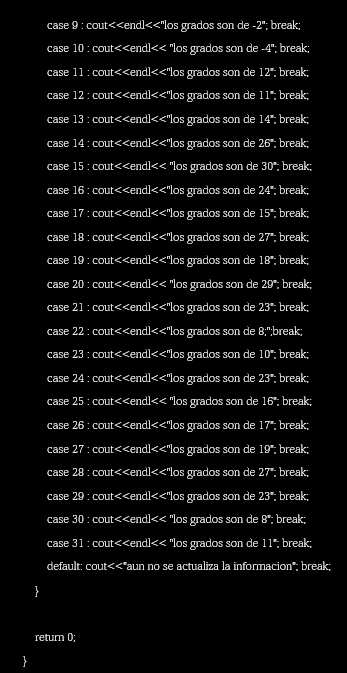 case 9 : cout<<endl<<"los grados son de -2"; break;
case 10 : cout<<endl<< "los grados son de -4"; break;
case 11 : cout<<endl<<"los grados son de 12"; break;
case 12 : cout<<endl<<"los grados son de 11"; break;
case 13 : cout<<endl<<"los grados son de 14"; break;
case 14 : cout<<endl<<"los grados son de 26"; break;
case 15 : cout<<endl<< "los grados son de 30"; break;
case 16 : cout<<endl<<"los grados son de 24"; break;
case 17 : cout<<endl<<"los grados son de 15"; break;
case 18 : cout<<endl<<"los grados son de 27"; break;
case 19 : cout<<endl<<"los grados son de 18"; break;
case 20 : cout<<endl<< "los grados son de 29"; break;
case 21 : cout<<endl<<"los grados son de 23"; break;
case 22 : cout<<endl<<"los grados son de 8;";break;
case 23 : cout<<endl<<"los grados son de 10"; break;
case 24 : cout<<endl<<"los grados son de 23"; break;
case 25 : cout<<endl<< "los grados son de 16"; break;
case 26 : cout<<endl<<"los grados son de 17"; break;
case 27 : cout<<endl<<"los grados son de 19"; break;
case 28 : cout<<endl<<"los grados son de 27"; break;
case 29 : cout<<endl<<"los grados son de 23"; break;
case 30 : cout<<endl<< "los grados son de 8"; break;
case 31 : cout<<endl<< "los grados son de 11"; break;
default: cout<<"aun no se actualiza la informacion"; break;
}
return 0;
}